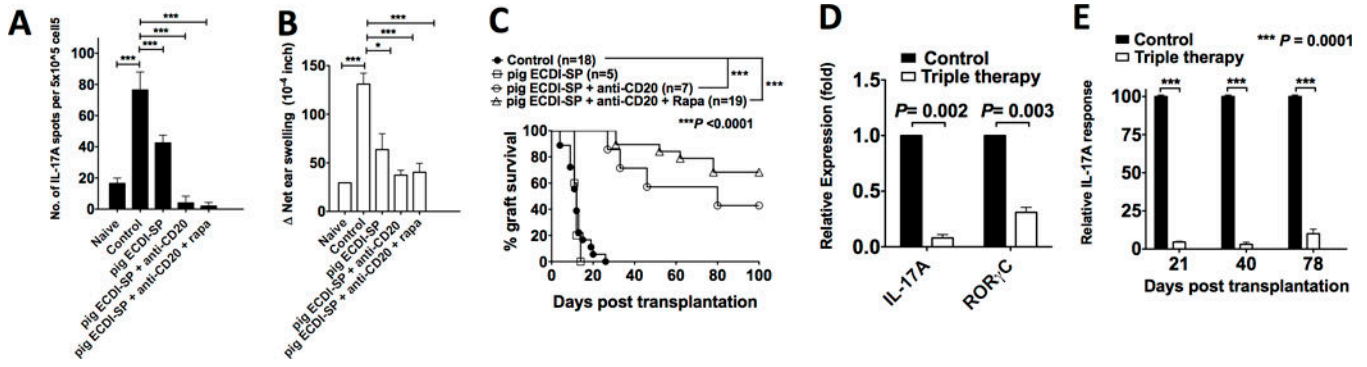 A
No. of IL-17A spots per 5x10^5 cell5
100
80
60
40
20
0
***
***
***
***
Naive
Control
pig ECDI-SP
pig ECDI-SP + anti-CD20
pig ECDI-SP + anti-CD20 + rapa
B
Δ Net ear swelling (10⁻⁴ inch)
150
100
50
0
***
*
***
***
Naive
Control
pig ECDI-SP
pig ECDI-SP + anti-CD20
pig ECDI-SP + anti-CD20 + rapa
C
Control (n=18)
pig ECDI-SP (n=5)
pig ECDI-SP + anti-CD20 (n=7)
pig ECDI-SP + anti-CD20 + Rapa (n=19)
***
***
***P <0.0001
% graft survival
100
80
60
40
20
0
0 20 40 60 80 100
Days post transplantation
D
Control
Triple therapy
Relative Expression (fold)
1.5
1.0
0.5
0.0
P= 0.002
P= 0.003
IL-17A
RORγC
E
Control
Triple therapy
*** P = 0.0001
Relative IL-17A response
100
75
50
25
0
*** *** ***
21 40 78
Days post transplantation